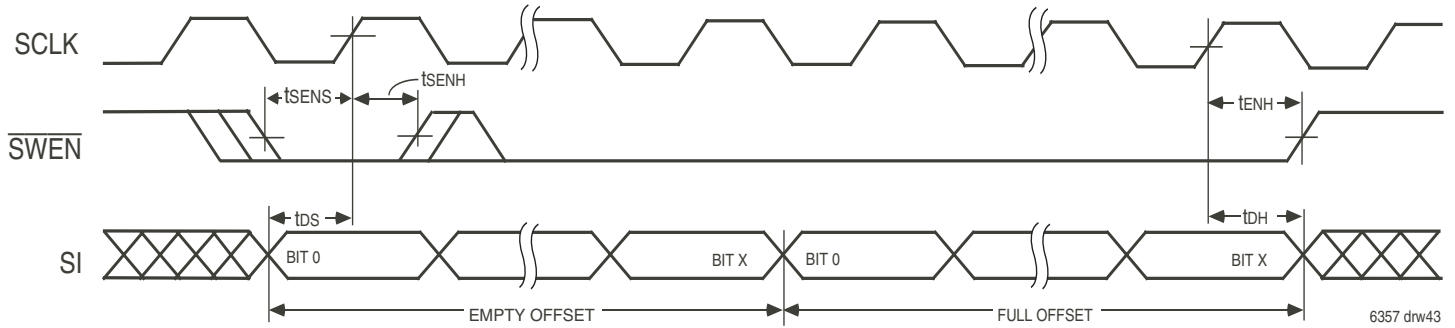 SCLK
tSENH
tSENS
tENH
SWEN
tDS
tDH
SI
BIT 0
BIT X
BIT 0
BIT X
EMPTY OFFSET
FULL OFFSET
6357 drw43